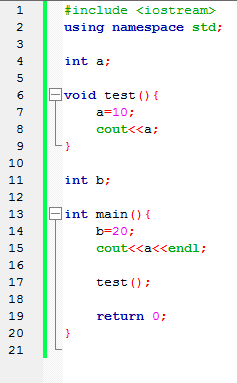 1 #include <iostream>
2 using namespace std;
3
4 int a;
5
6 void test(){
7 a=10;
8 cout<<a;
9 }
10
11 int b;
12
13 int main(){
14 b=20;
15 cout<<a<<endl;
16
17 test();
18
19 return 0;
20 }
21